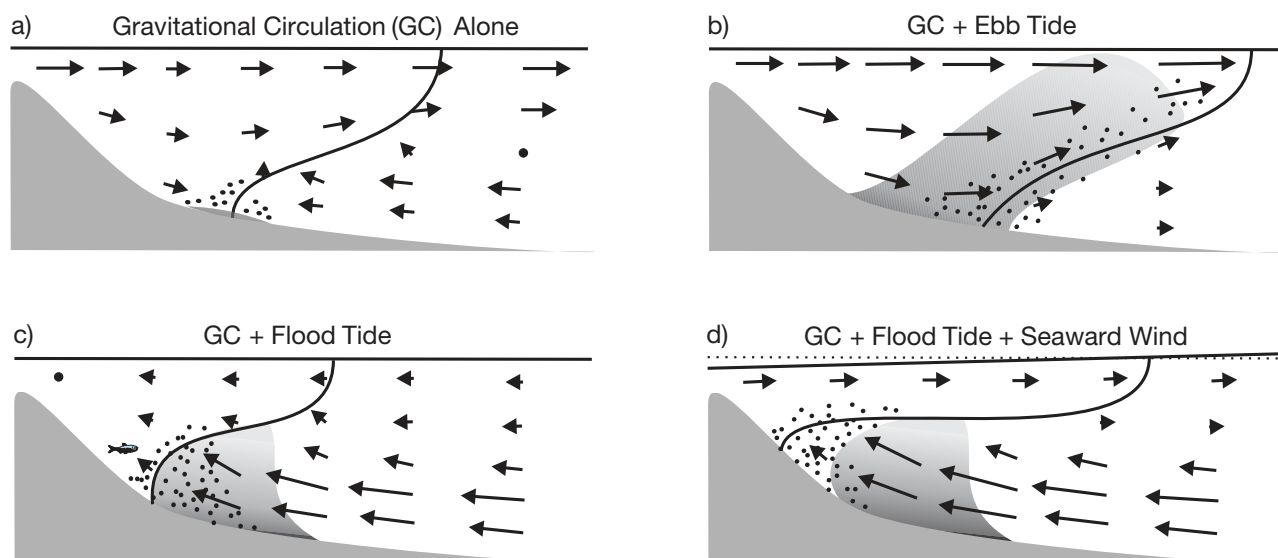 a) Gravitational Circulation (GC) Alone
b) GC + Ebb Tide
c) GC + Flood Tide
d) GC + Flood Tide + Seaward Wind